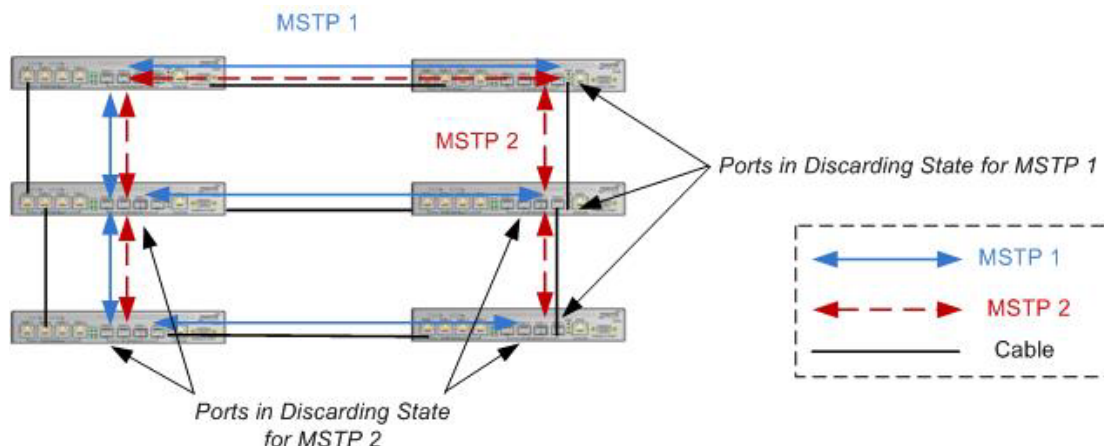 MSTP 1
MSTP 2
Ports in Discarding State for MSTP 1
MSTP 1
MSTP 2
Cable
Ports in Discarding State
for MSTP 2